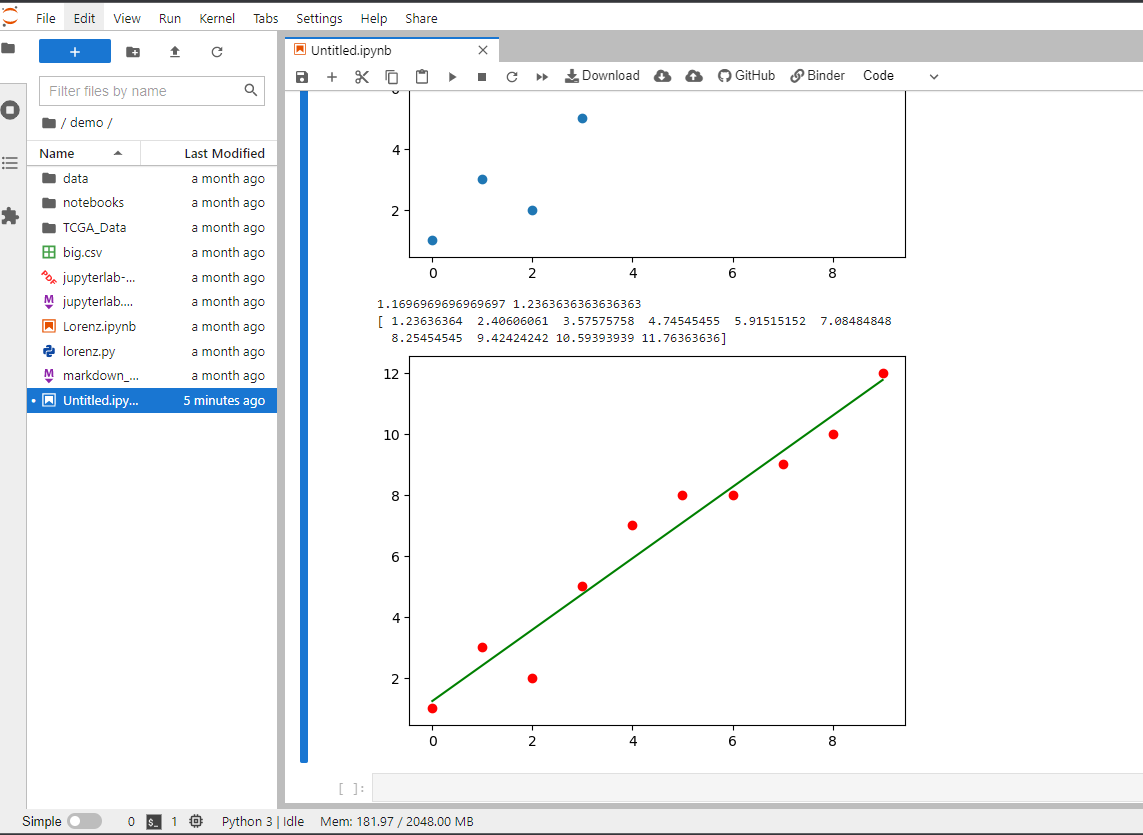 File Edit View Run Kernel Tabs Settings Help Share
+
Filter files by name
/ demo /
Name Last Modified
data a month ago
notebooks a month ago
TCGA_Data a month ago
big.csv a month ago
jupyterlab-... a month ago
jupyterlab.... a month ago
Lorenz.ipynb a month ago
lorenz.py a month ago
markdown_... a month ago
Untitled.ipy... 5 minutes ago
Untitled.ipynb
Download GitHub Binder Code
4
2
0 2 4 6 8
1.1696969696969697 1.2363636363636363
[ 1.23636364 2.40606061 3.57575758 4.74545455 5.91515152 7.08484848
8.25454545 9.42424242 10.59393939 11.76363636]
12
10
8
6
4
2
0 2 4 6 8
[ ]:
Simple 0 $_ 1 Python 3 | Idle Mem: 181.97 / 2048.00 MB